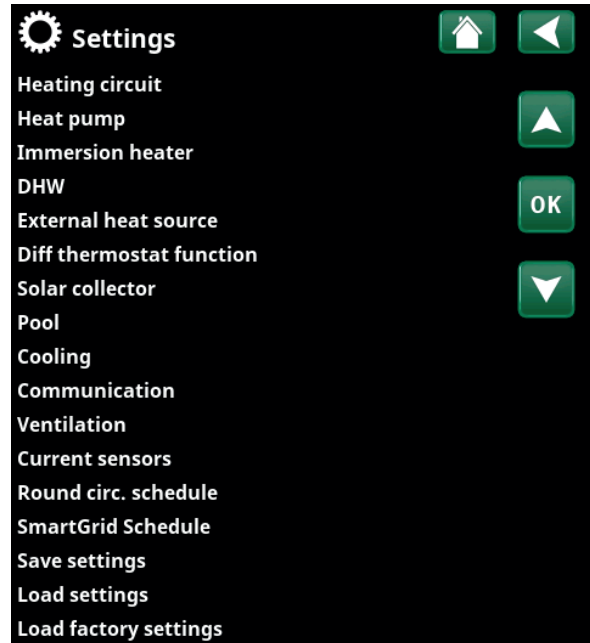 Settings
Heating circuit
Heat pump
Immersion heater
DHW
OK
External heat source
Diff thermostat function
Solar collector
Pool
Cooling
Communication
Ventilation
Current sensors
Round circ. schedule
SmartGrid Schedule
Save settings
Load settings
Load factory settings